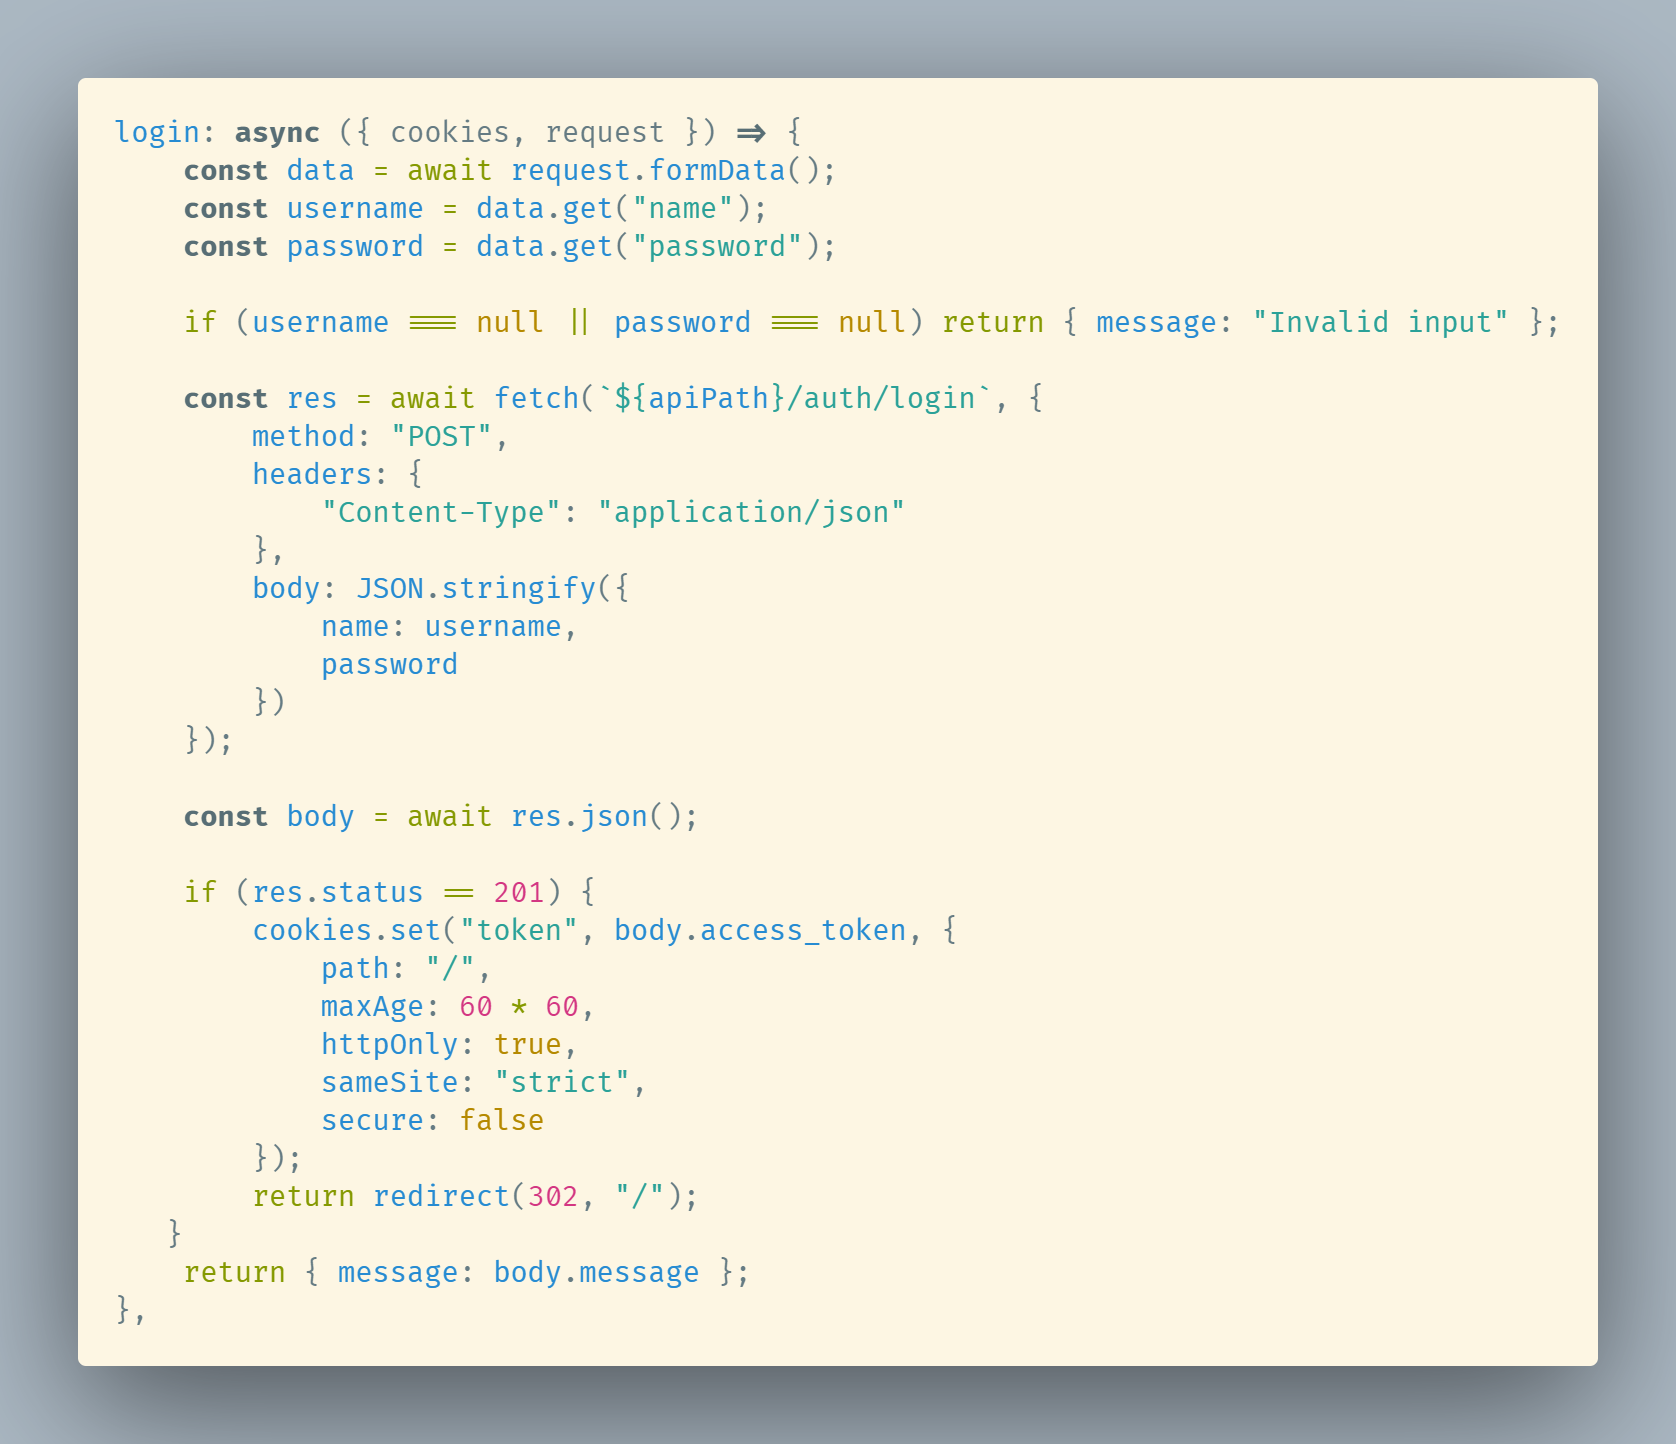 login: async ({ cookies, request }) => {
    const data = await request.formData();
    const username = data.get("name");
    const password = data.get("password");

    if (username === null || password === null) return { message: "Invalid input" };

    const res = await fetch(`${apiPath}/auth/login`, {
        method: "POST",
        headers: {
            "Content-Type": "application/json"
        },
        body: JSON.stringify({
            name: username,
            password
        })
    });

    const body = await res.json();

    if (res.status == 201) {
        cookies.set("token", body.access_token, {
            path: "/",
            maxAge: 60 * 60,
            httpOnly: true,
            sameSite: "strict",
            secure: false
        });
        return redirect(302, "/");
   }
    return { message: body.message };
},